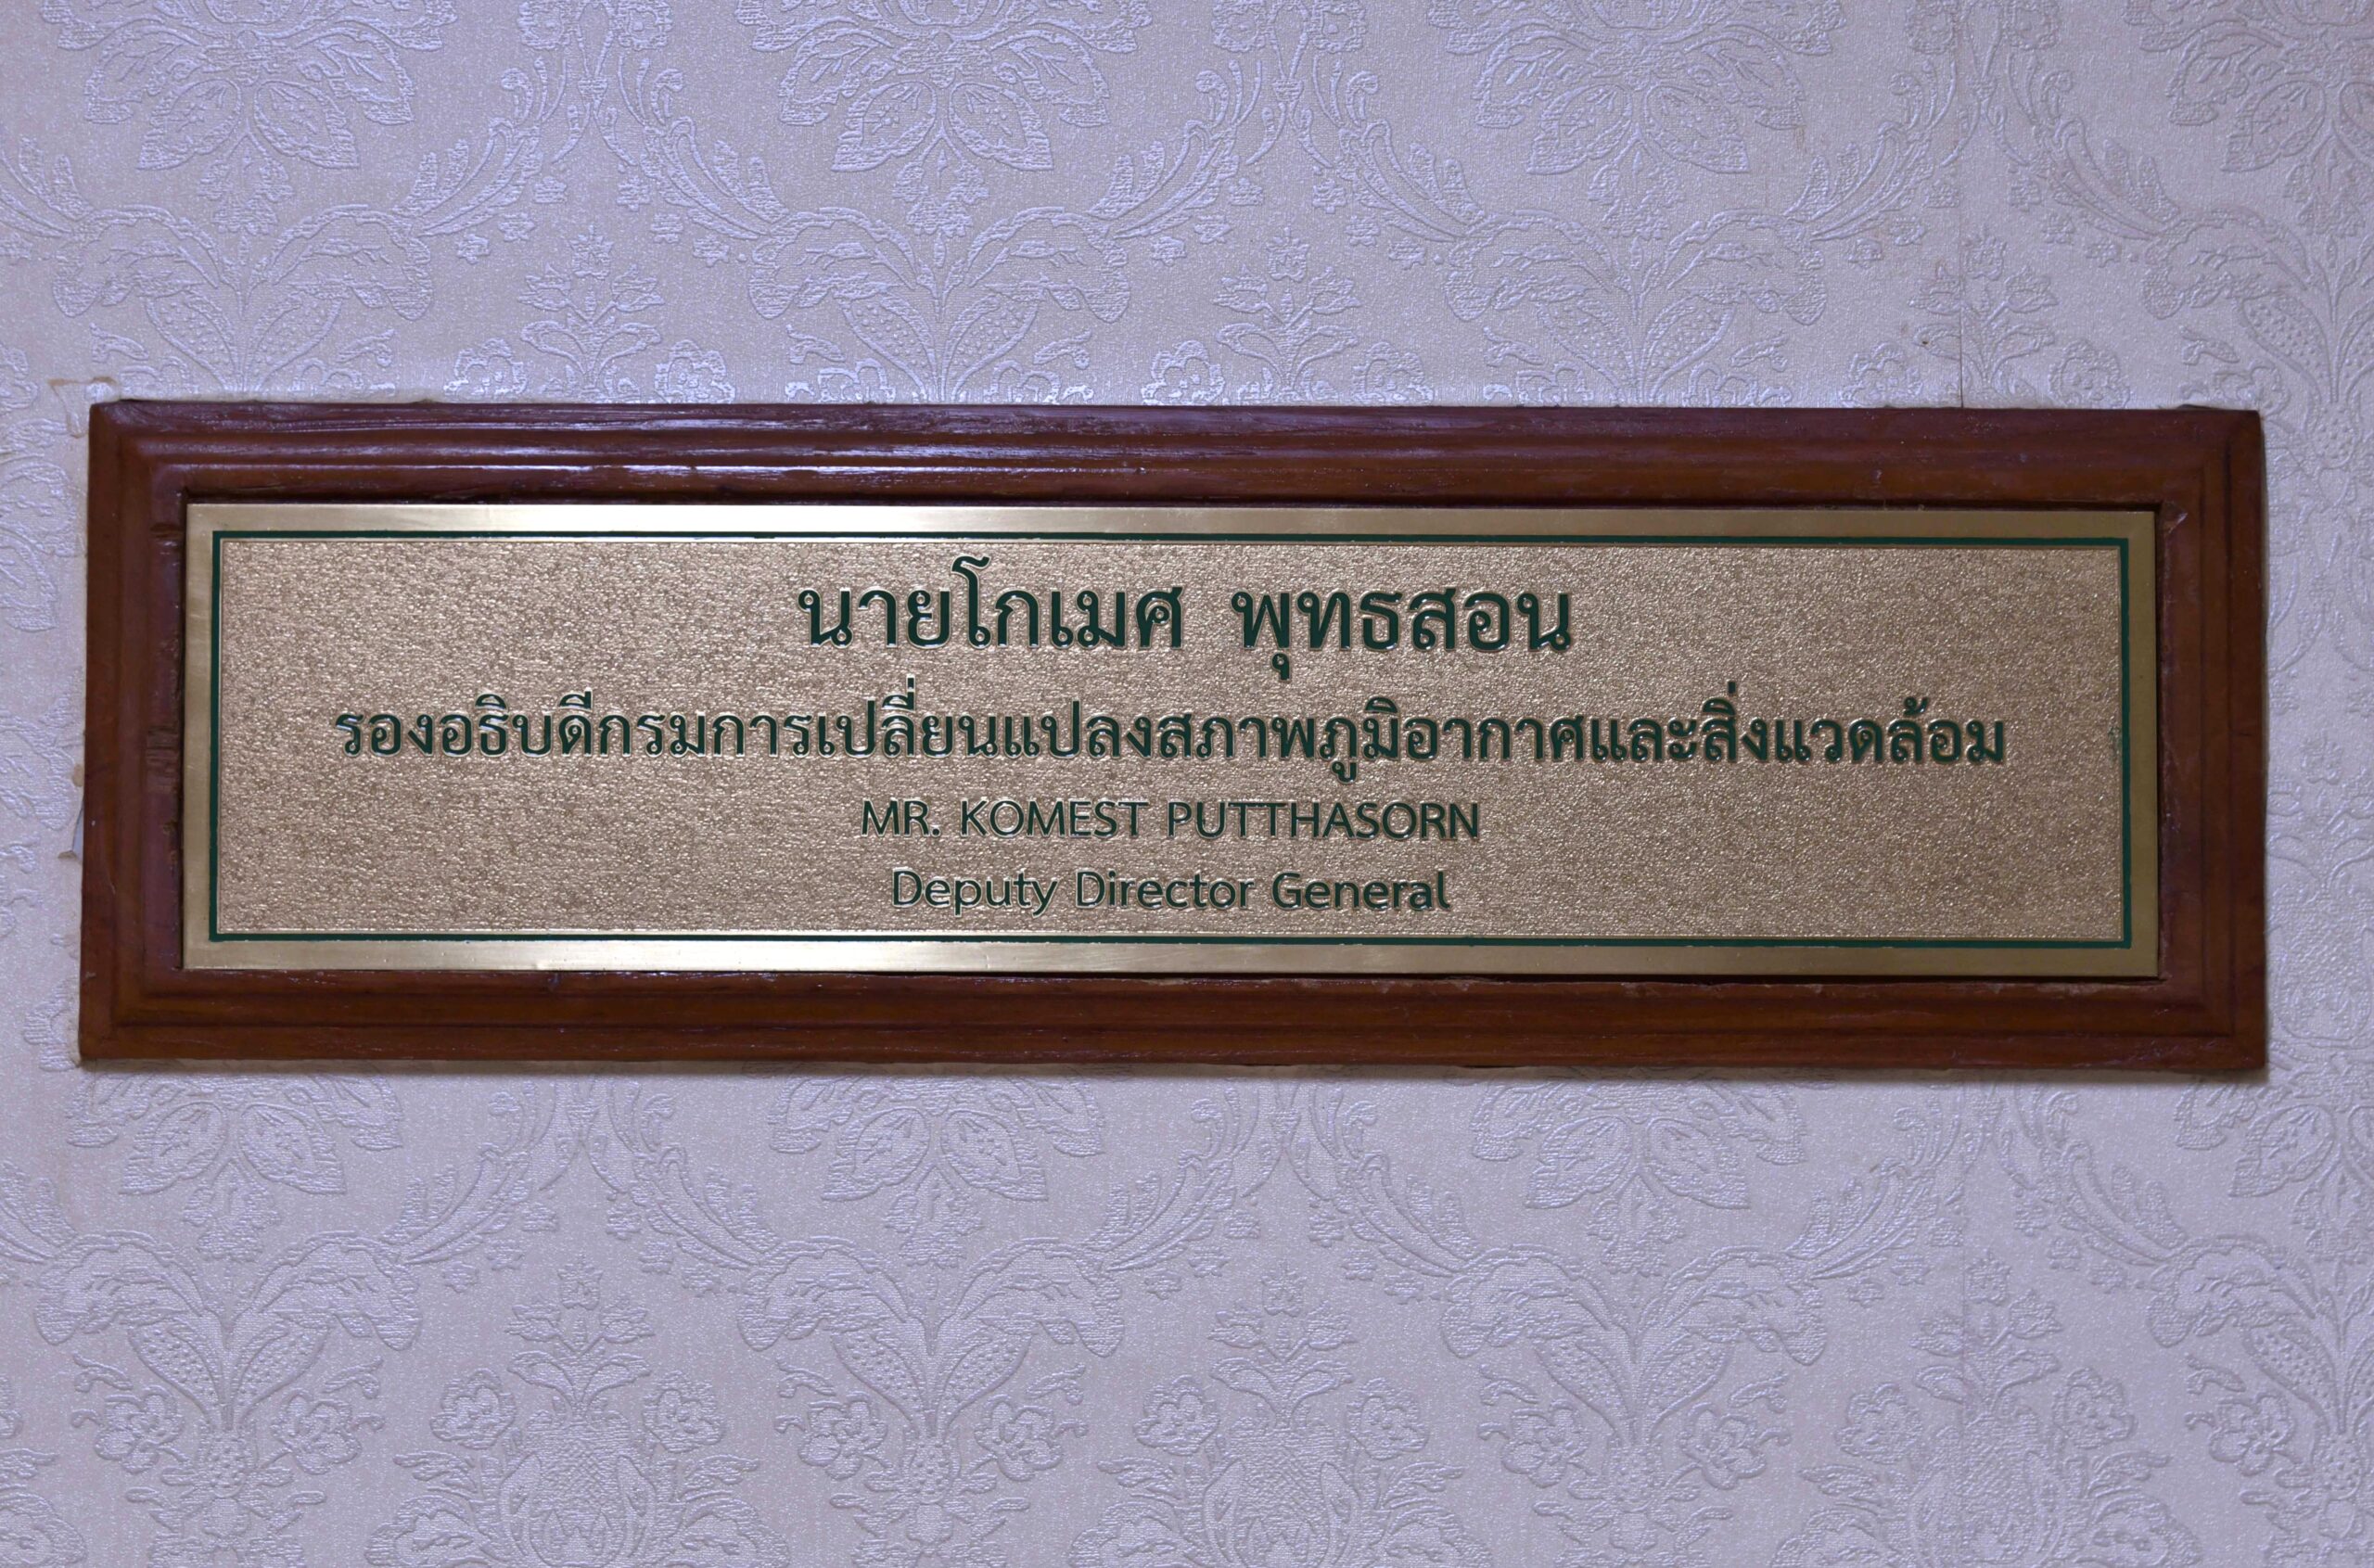 นายโกเมศ พุทธสอน
รองอธิบดีกรมการเปลี่ยนแปลงสภาพภูมิอากาศและสิ่งแวดล้อม
MR. KOMEST PUTTHASORN
Deputy Director General